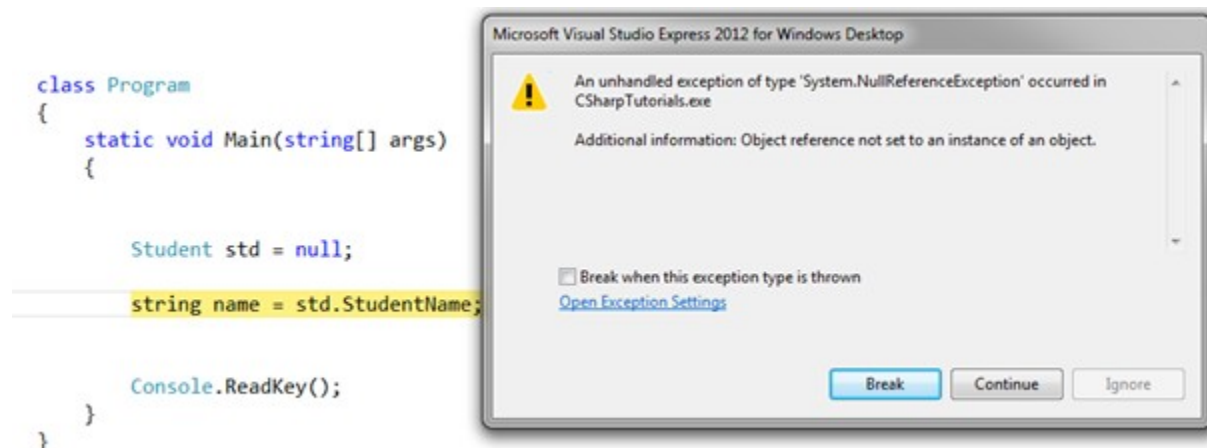 class Program
{
static void Main(string[] args)
{
Student std = null;
string name = std.StudentName;
Console.ReadKey();
}
}
Microsoft Visual Studio Express 2012 for Windows Desktop
An unhandled exception of type 'System.NullReferenceException' occurred in
CSharpTutorials.exe
Additional information: Object reference not set to an instance of an object.
Break when this exception type is thrown
Open Exception Settings
Break
Continue
Ignore